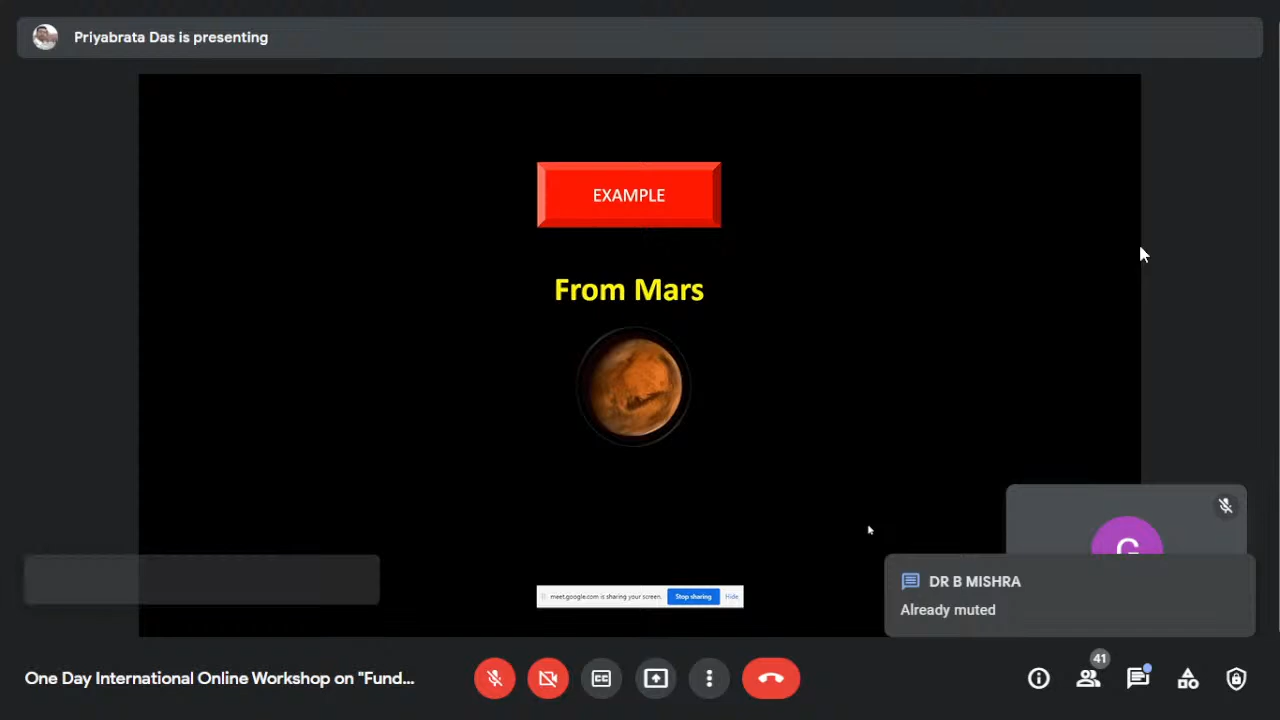 Priyabrata Das is presenting
EXAMPLE
From Mars
G
DR B MISHRA
Already muted
meet.google.com is sharing your screen.
Stop sharing
Hide
One Day International Online Workshop on "Fund...
CC
41